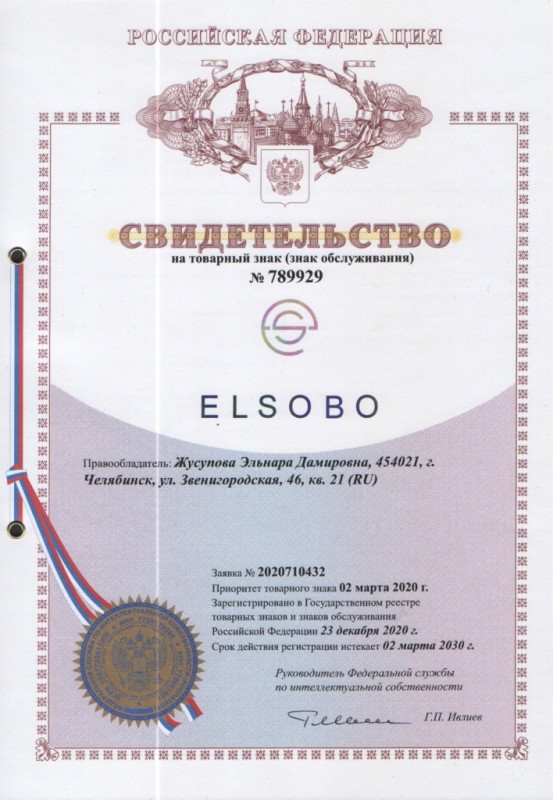 РОССИЙСКАЯ ФЕДЕРАЦИЯ
СВИДЕТЕЛЬСТВО
на товарный знак (знак обслуживания)
№ 789929
ELSOBO
Правообладатель: Жусупова Эльнара Дамировна, 454021, г.
Челябинск, ул. Звенигородская, 46, кв. 21 (RU)
Заявка № 2020710432
Приоритет товарного знака 02 марта 2020 г.
Зарегистрировано в Государственном реестре
товарных знаков и знаков обслуживания
Российской Федерации 23 декабря 2020 г.
Срок действия регистрации истекает 02 марта 2030 г.
Руководитель Федеральной службы
по интеллектуальной собственности
Г.П. Ивлиев